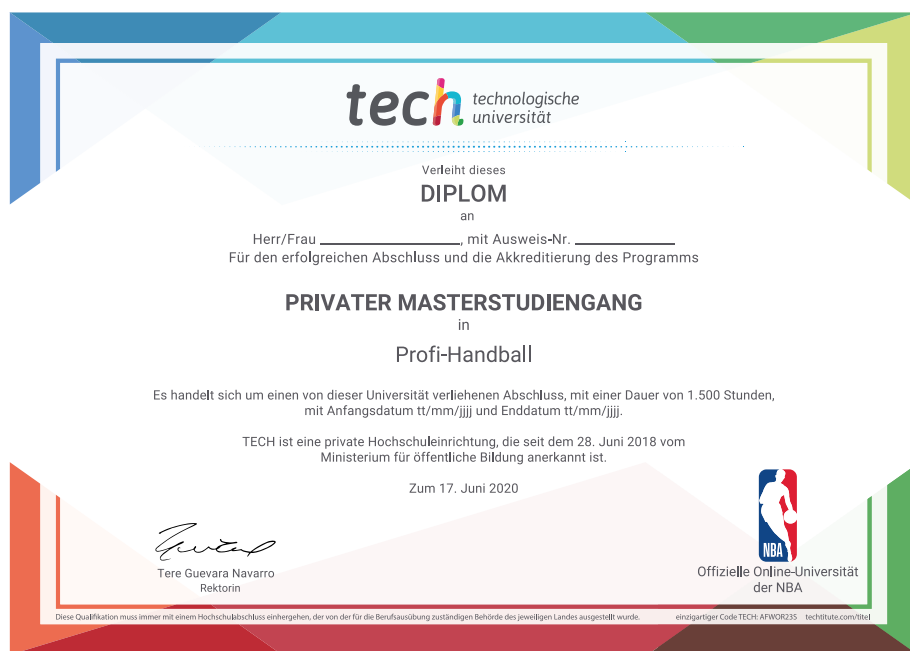 tech technologische
universität
Verleiht dieses
DIPLOM
an
Herr/Frau ____________________, mit Ausweis-Nr. ______________
Für den erfolgreichen Abschluss und die Akkreditierung des Programms
PRIVATER MASTERSTUDIENGANG
in
Profi-Handball
Es handelt sich um einen von dieser Universität verliehenen Abschluss, mit einer Dauer von 1.500 Stunden,
mit Anfangsdatum tt/mm/jjjj und Enddatum tt/mm/jjjj.
TECH ist eine private Hochschuleinrichtung, die seit dem 28. Juni 2018 vom
Ministerium für öffentliche Bildung anerkannt ist.
Zum 17. Juni 2020
Tere Guevara Navarro
Rektorin
NBA
Offizielle Online-Universität
der NBA
Diese Qualifikation muss immer mit einem Hochschulabschluss einhergehen, der von der für die Berufsausübung zuständigen Behörde des jeweiligen Landes ausgestellt wurde. einzigartiger Code TECH: AFWOR235 techtitute.com/titel